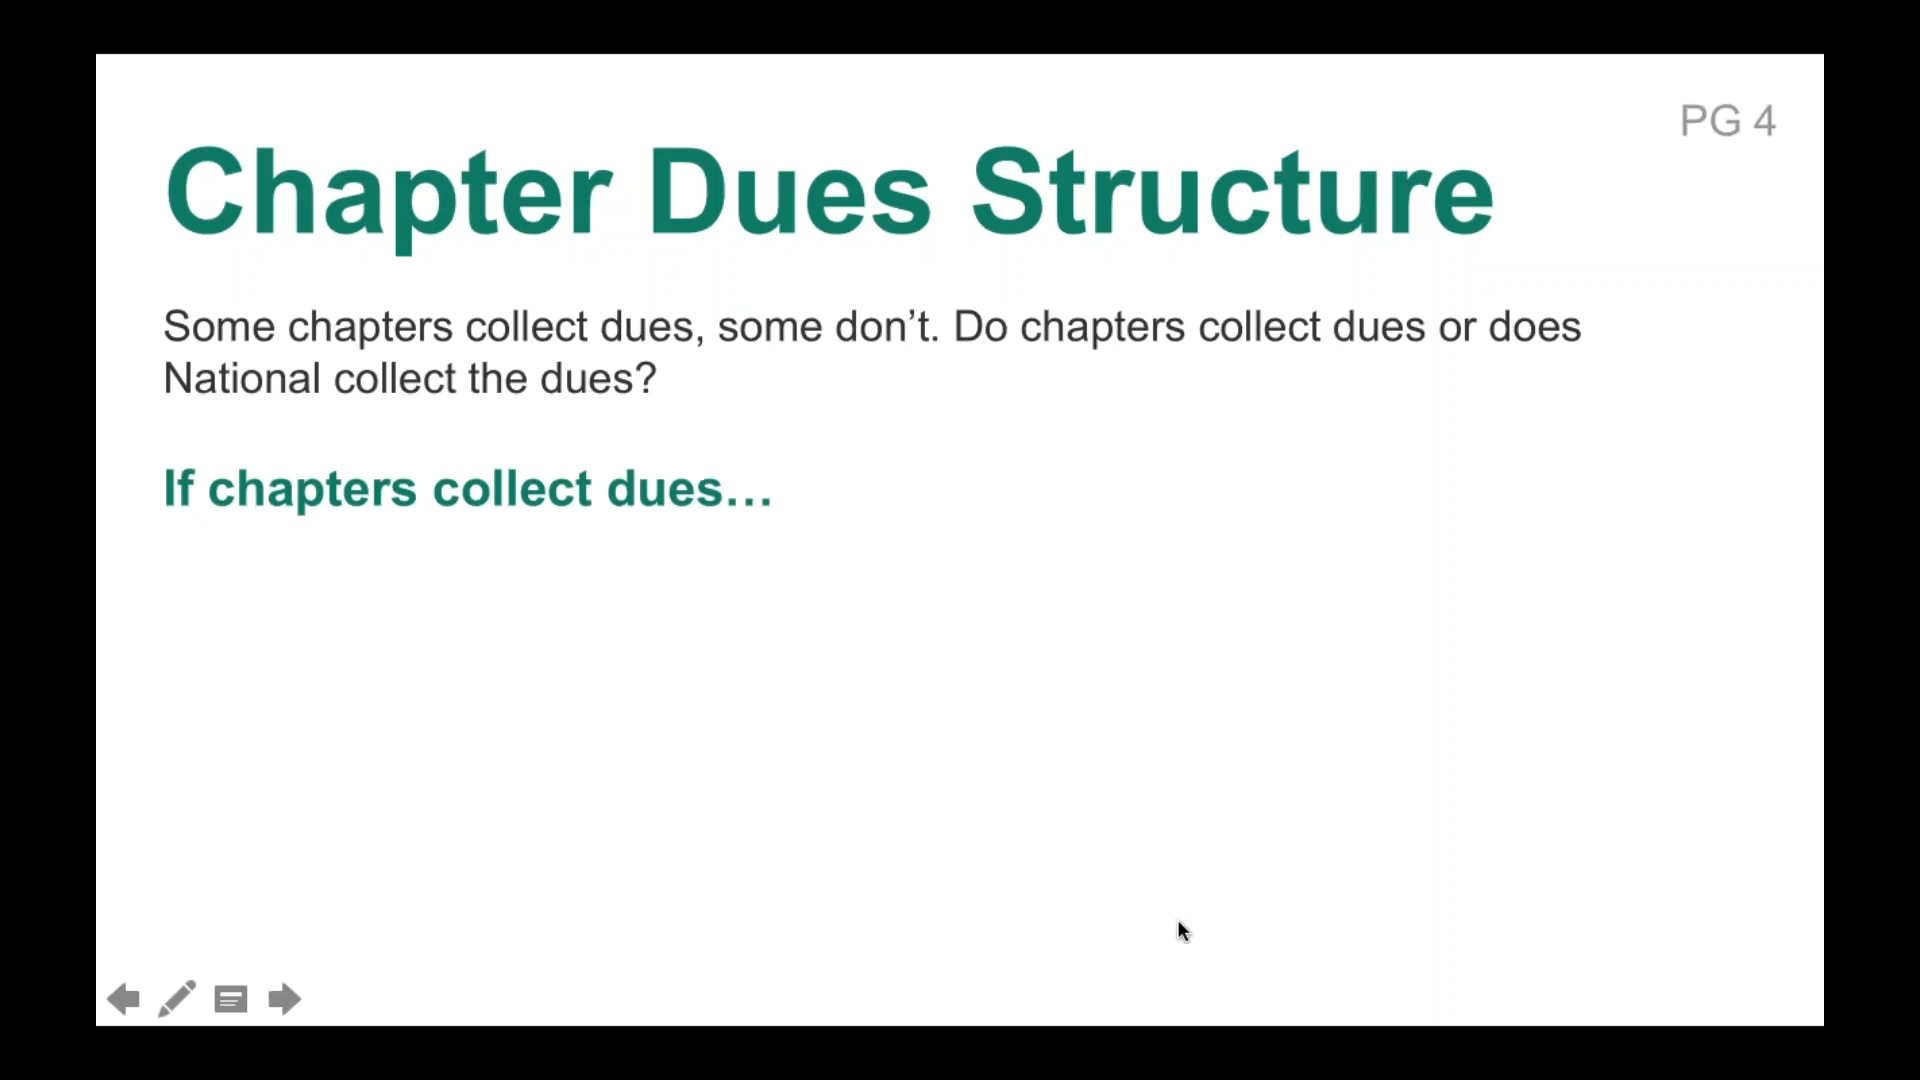 PG 4
Chapter Dues Structure
Some chapters collect dues, some don’t. Do chapters collect dues or does
National collect the dues?
If chapters collect dues…